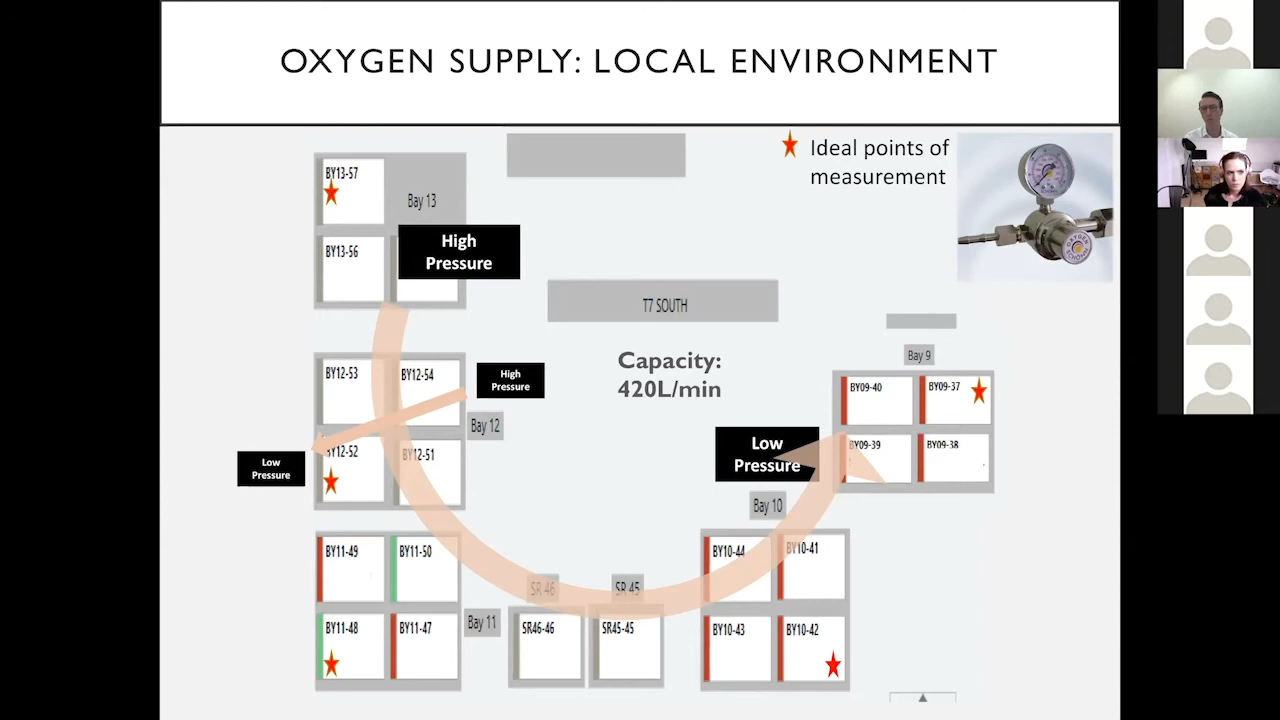 OXYGEN SUPPLY: LOCAL ENVIRONMENT
Ideal points of
measurement
BY13-57
Bay 13
BY13-56
High
Pressure
T7 SOUTH
Capacity:
420L/min
BY12-53
BY12-54
High
Pressure
Bay 12
BY12-52
BY12-51
Low
Pressure
Bay 9
BY09-40
BY09-37
BY09-39
BY09-38
Low
Pressure
Bay 10
BY11-49
BY11-50
BY11-48
BY11-47
Bay 11
SR 46
SR 45
SR46-46
SR45-45
BY10-44
BY10-41
BY10-43
BY10-42
OXYGEN